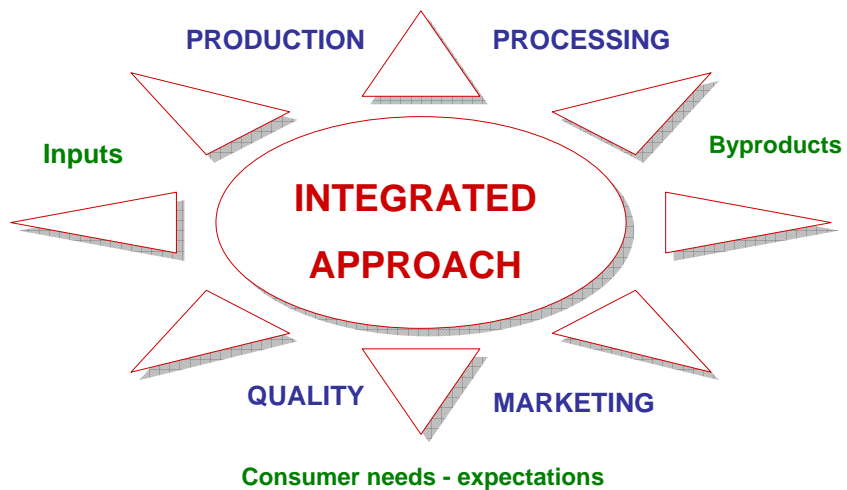 PRODUCTION
PROCESSING
Inputs
Byproducts
INTEGRATED
APPROACH
QUALITY
MARKETING
Consumer needs - expectations